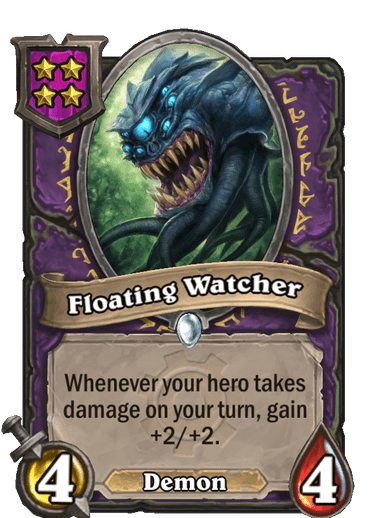 Floating Watcher
Whenever your hero takes
damage on your turn, gain
+2/+2.
4
Demon
4